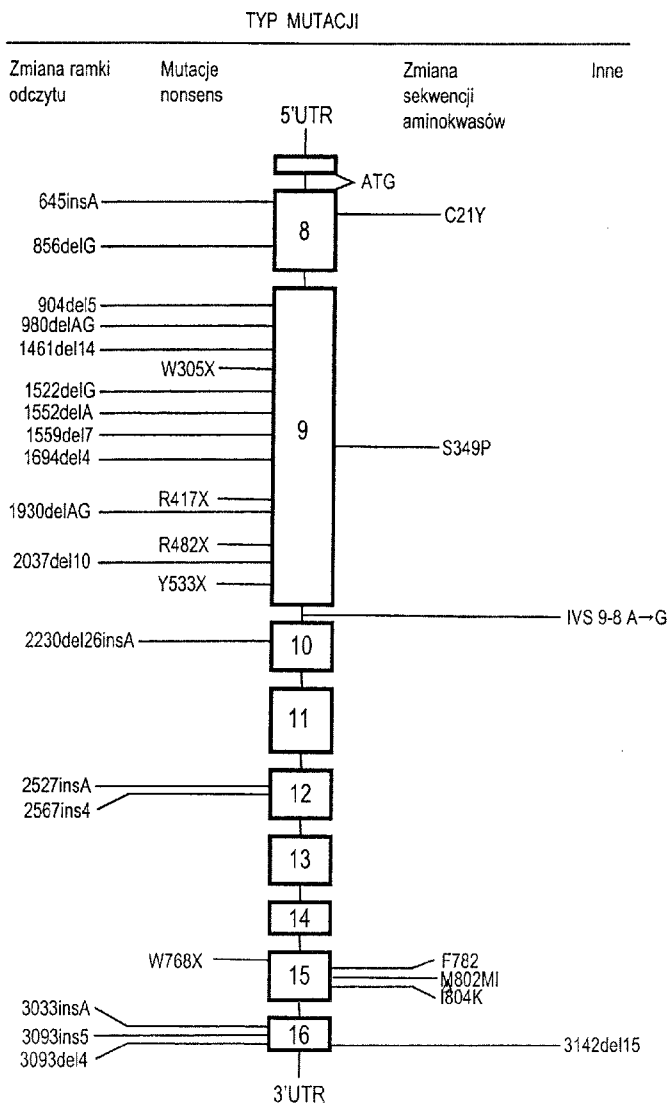 TYP MUTACJI
Zmiana ramki
odczytu
Mutacje
nonsens
Zmiana
sekwencji
aminokwasów
Inne
5'UTR
ATG
645insA
8
C21Y
856delG
904del5
980delAG
1461del14
W305X
1522delG
1552delA
9
1559del7
S349P
1694del4
R417X
1930delAG
R482X
2037del10
Y533X
IVS 9-8 A→G
2230del26insA
10
11
2527insA
12
2567ins4
13
14
W768X
F782
15
M802MI
I804K
3033insA
16
3093ins5
3142del15
3093del4
3'UTR